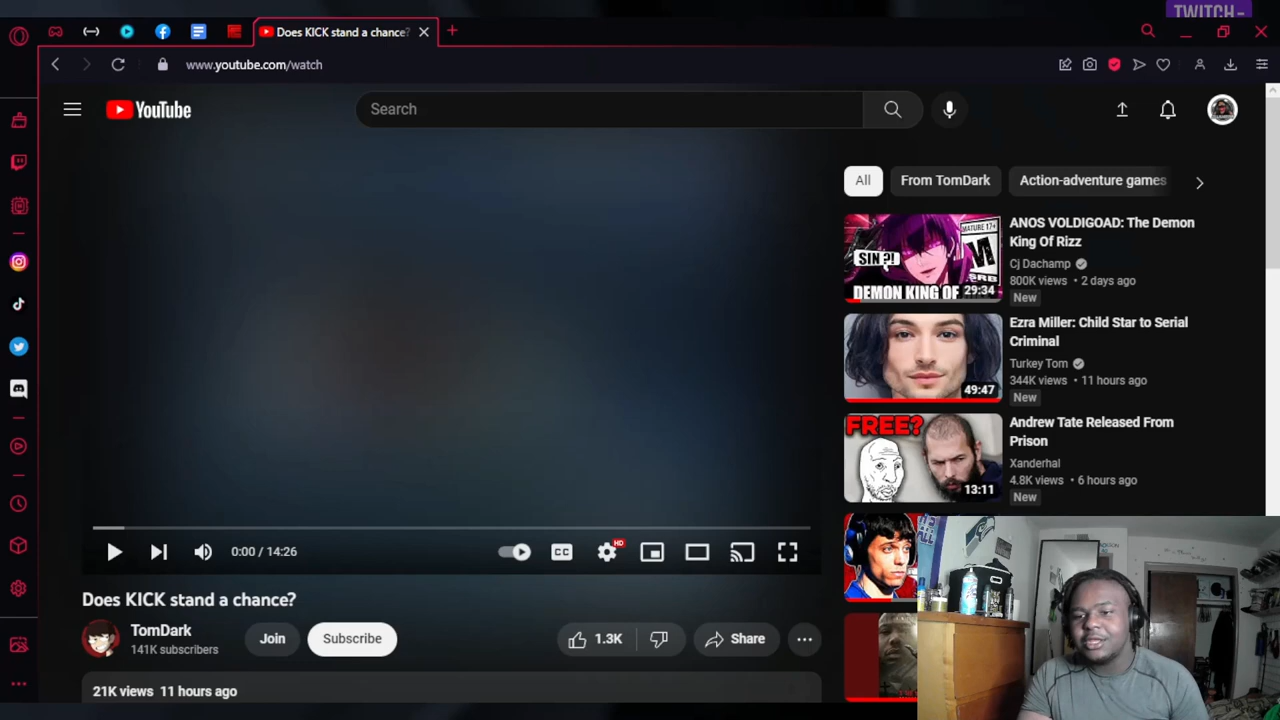 TWITCH -
Does KICK stand a chance?
www.youtube.com/watch
YouTube
Search
All
From TomDark
Action-adventure games
SIN ?!
MATURE 17+
M
DEMON KING OF
29:34
ANOS VOLDIGOAD: The Demon
King Of Rizz
Cj Dachamp
800K views • 2 days ago
New
49:47
Ezra Miller: Child Star to Serial
Criminal
Turkey Tom
344K views • 11 hours ago
New
FREE?
13:11
Andrew Tate Released From
Prison
Xanderhal
4.8K views • 6 hours ago
New
0:00 / 14:26
CC
HD
Does KICK stand a chance?
TomDark
141K subscribers
Join
Subscribe
1.3K
Share
21K views 11 hours ago